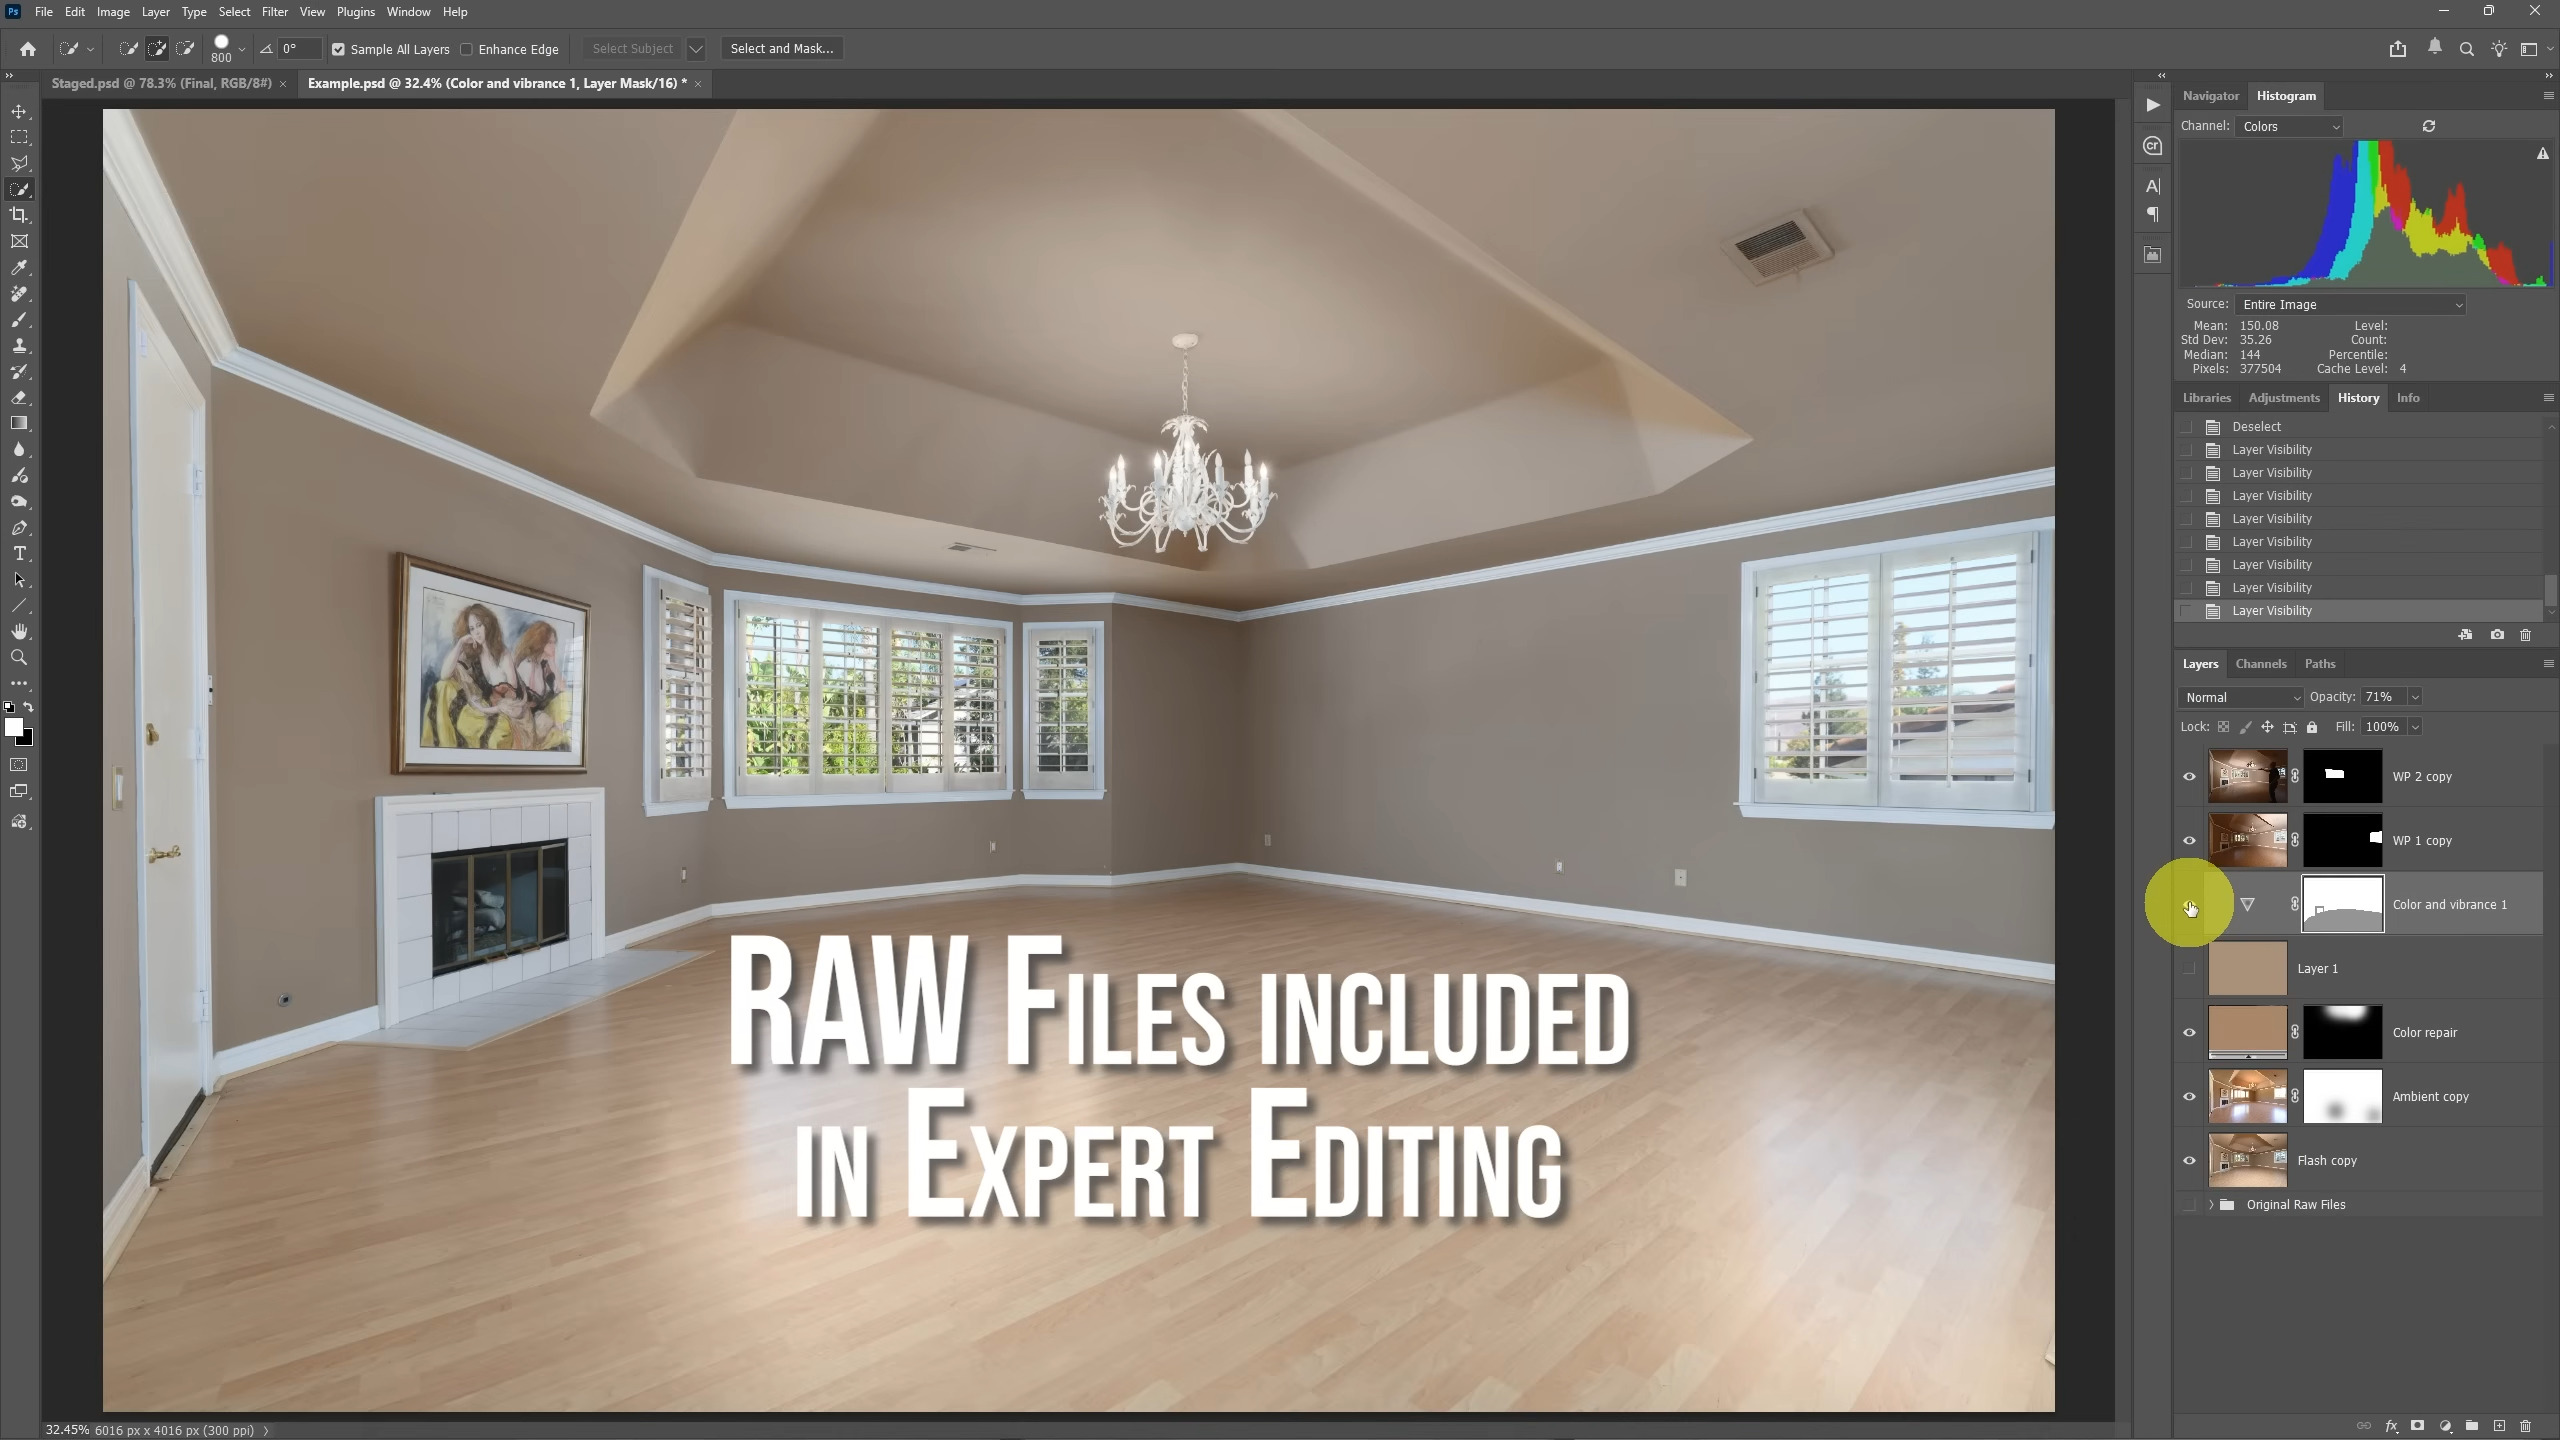 Ps File Edit Image Layer Type Select Filter View Plugins Window Help
800 0° Sample All Layers Enhance Edge Select Subject Select and Mask...
Staged.psd @ 78.3% (Final, RGB/8#) × Example.psd @ 32.4% (Color and vibrance 1, Layer Mask/16) * ×
Navigator Histogram
Channel: Colors
Source: Entire Image
Mean: 150.08 Level:
Std Dev: 35.26 Count:
Median: 144 Percentile:
Pixels: 377504 Cache Level: 4
Libraries Adjustments History Info
Deselect
Layer Visibility
Layer Visibility
Layer Visibility
Layer Visibility
Layer Visibility
Layer Visibility
Layer Visibility
Layer Visibility
Layers Channels Paths
Normal Opacity: 71%
Lock: Fill: 100%
WP 2 copy
WP 1 copy
Color and vibrance 1
Layer 1
Color repair
Ambient copy
Flash copy
Original Raw Files
RAW Files included
in Expert Editing
32.45% 6016 px x 4016 px (300 ppi)